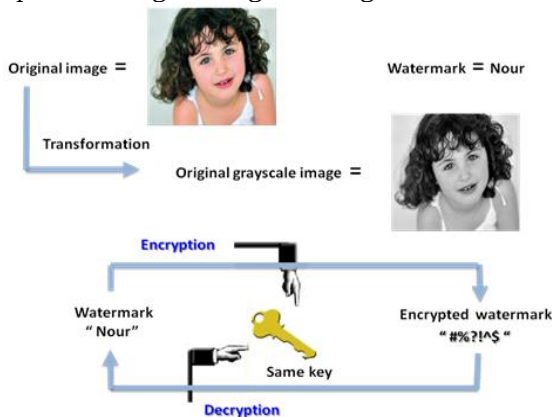 Original image =
Watermark = Nour
Transformation
Original grayscale image =
Encryption
Watermark
“ Nour”
Encrypted watermark
“ #%?!^$ “
Same key
Decryption